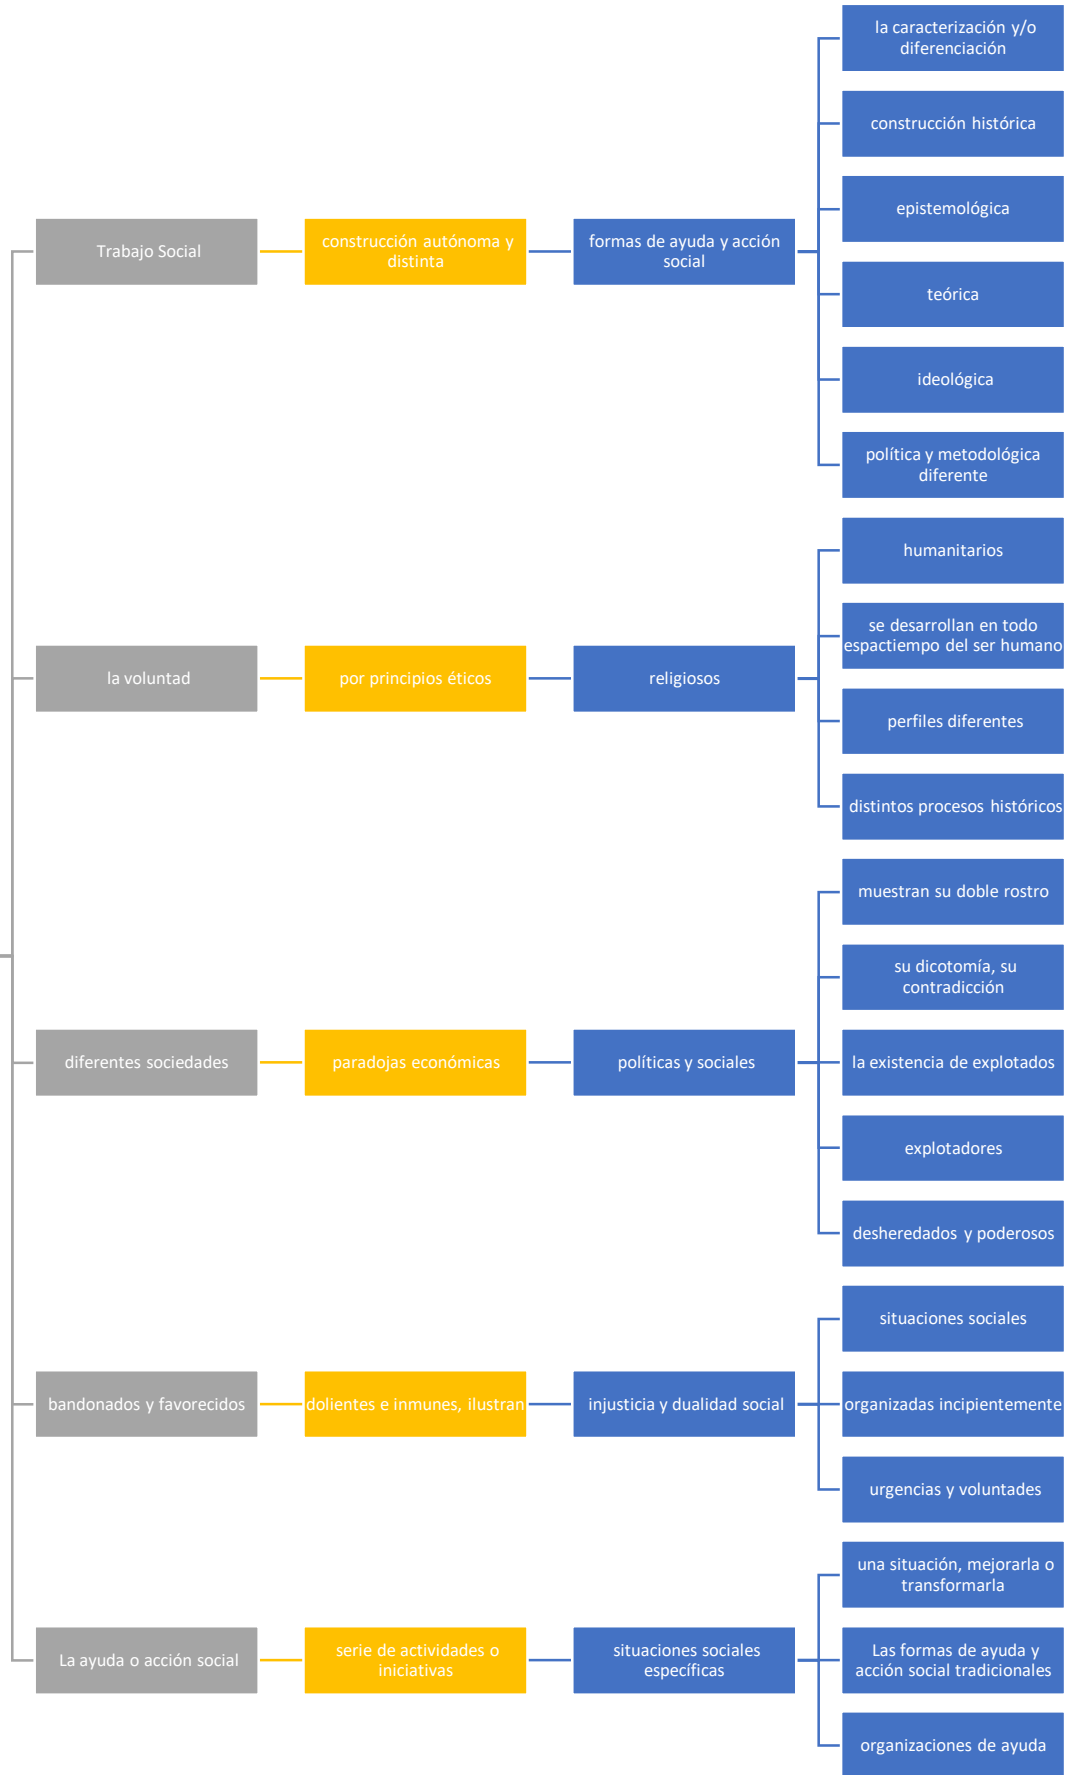 la caracterización y/o
diferenciación
construcción histórica
epistemológica
Trabajo Social
construcción autónoma y
distinta
formas de ayuda y acción
social
teórica
ideológica
política y metodológica
diferente
humanitarios
se desarrollan en todo
espactiempo del ser humano
la voluntad
por principios éticos
religiosos
perfiles diferentes
distintos procesos históricos
muestran su doble rostro
su dicotomía, su
contradicción
diferentes sociedades
paradojas económicas
políticas y sociales
la existencia de explotados
explotadores
desheredados y poderosos
situaciones sociales
bandonados y favorecidos
dolientes e inmunes, ilustran
injusticia y dualidad social
organizadas incipientemente
urgencias y voluntades
una situación, mejorarla o
transformarla
La ayuda o acción social
serie de actividades o
iniciativas
situaciones sociales
específicas
Las formas de ayuda y
acción social tradicionales
organizaciones de ayuda